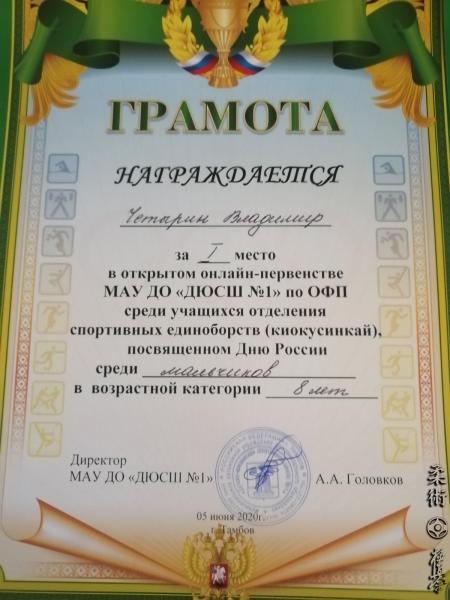 ГРАМОТА
НАГРАЖДАЕТСЯ
Четырин Владимир
за I место
в открытом онлайн-первенстве
МАУ ДО «ДЮСШ №1» по ОФП
среди учащихся отделения
спортивных единоборств (киокусинкай),
посвященном Дню России
среди мальчиков
в возрастной категории 8 лет
Директор
МАУ ДО «ДЮСШ №1» А.А. Головков
05 июня 2020г.
г. Тамбов